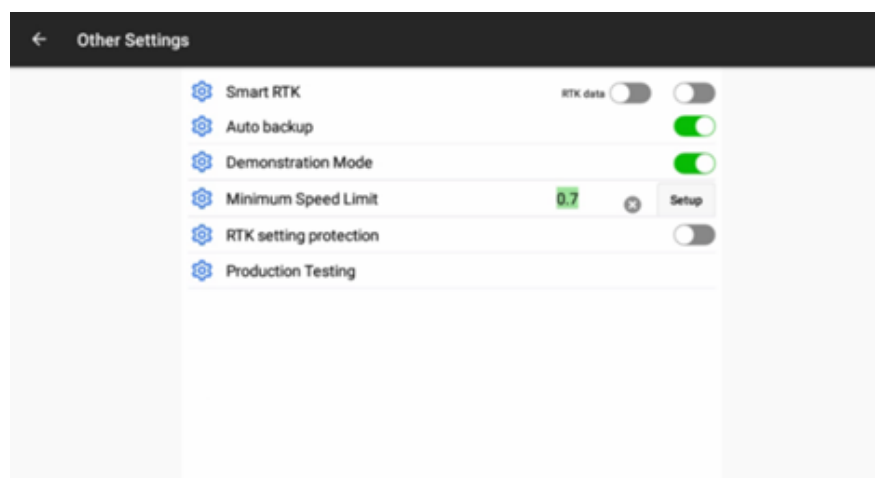 Other Settings
Smart RTK RTK data
Auto backup
Demonstration Mode
Minimum Speed Limit 0.7 Setup
RTK setting protection
Production Testing